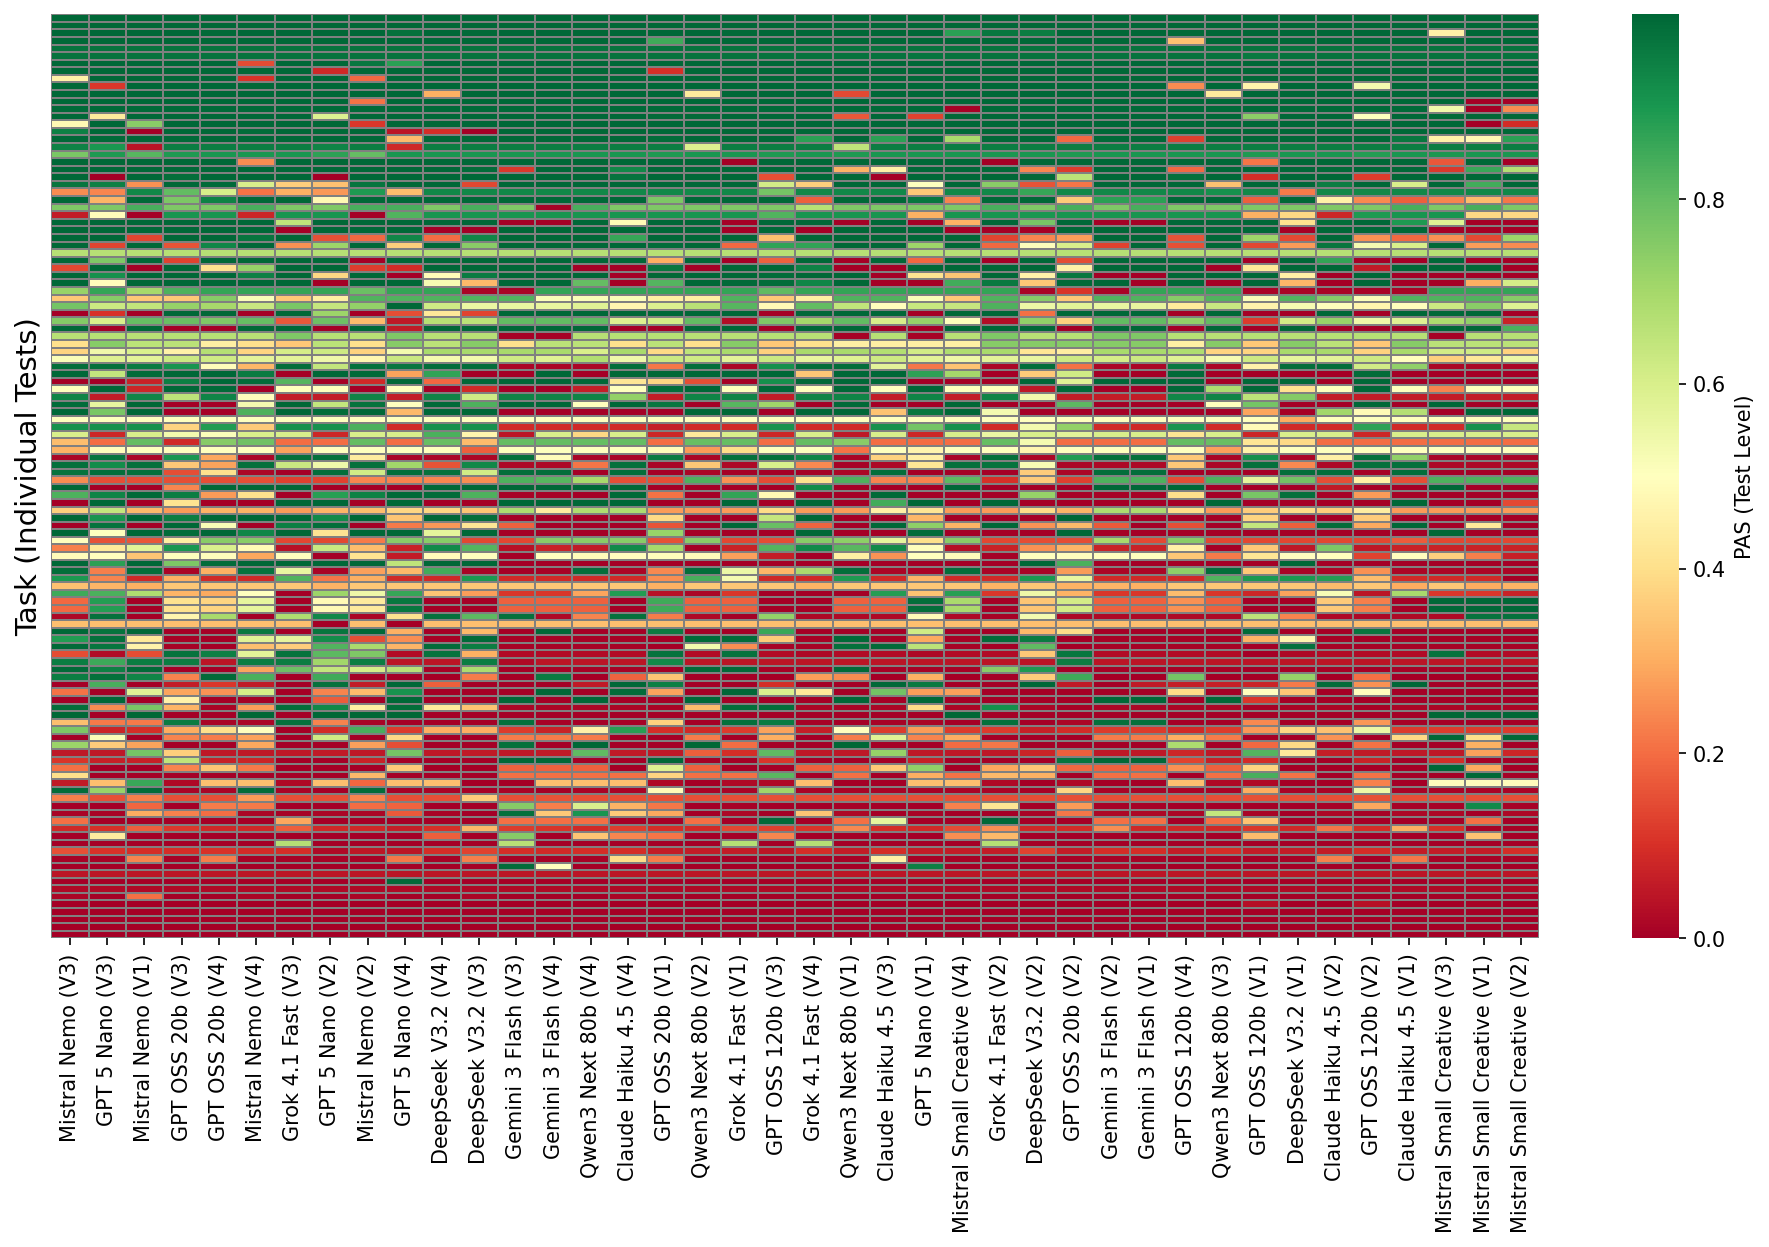 Task (Individual Tests)
Mistral Nemo (V3)
GPT 5 Nano (V3)
Mistral Nemo (V1)
GPT OSS 20b (V3)
GPT OSS 20b (V4)
Mistral Nemo (V4)
Grok 4.1 Fast (V3)
GPT 5 Nano (V2)
Mistral Nemo (V2)
GPT 5 Nano (V4)
DeepSeek V3.2 (V4)
DeepSeek V3.2 (V3)
Gemini 3 Flash (V3)
Gemini 3 Flash (V4)
Qwen3 Next 80b (V4)
Claude Haiku 4.5 (V4)
GPT OSS 20b (V1)
Qwen3 Next 80b (V2)
Grok 4.1 Fast (V1)
GPT OSS 120b (V3)
Grok 4.1 Fast (V4)
Qwen3 Next 80b (V1)
Claude Haiku 4.5 (V3)
GPT 5 Nano (V1)
Mistral Small Creative (V4)
Grok 4.1 Fast (V2)
DeepSeek V3.2 (V2)
GPT OSS 20b (V2)
Gemini 3 Flash (V2)
Gemini 3 Flash (V1)
GPT OSS 120b (V4)
Qwen3 Next 80b (V3)
GPT OSS 120b (V1)
DeepSeek V3.2 (V1)
Claude Haiku 4.5 (V2)
GPT OSS 120b (V2)
Claude Haiku 4.5 (V1)
Mistral Small Creative (V3)
Mistral Small Creative (V1)
Mistral Small Creative (V2)
0.8
0.6
0.4
0.2
0.0
PAS (Test Level)